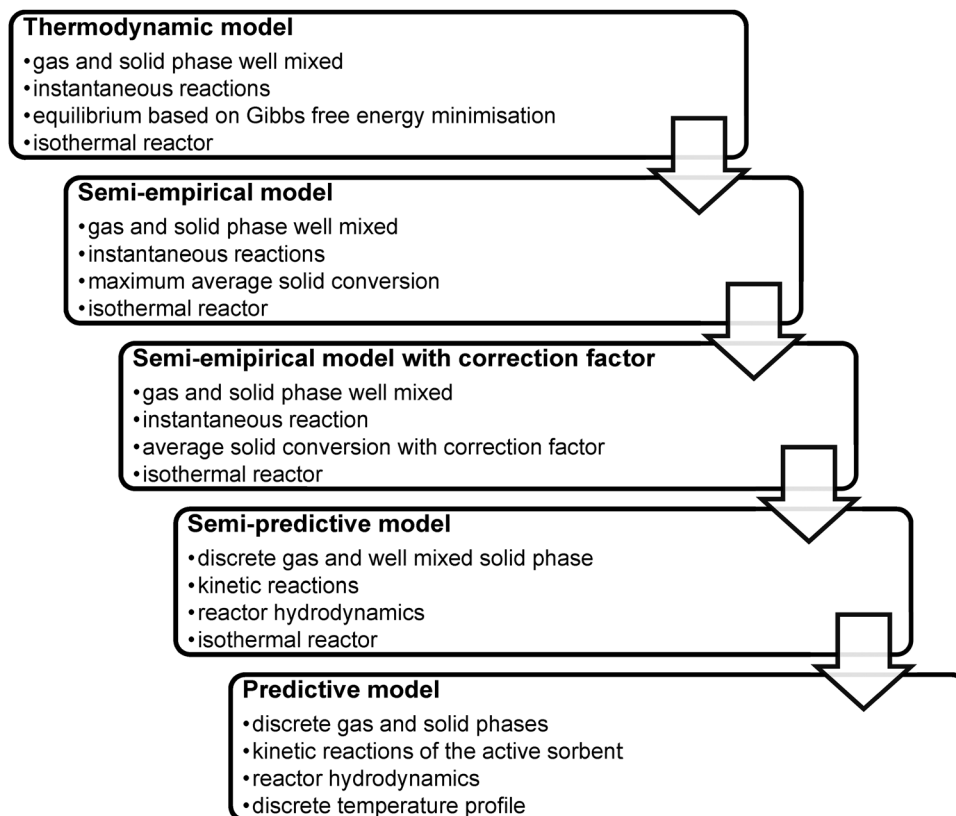 Thermodynamic model
•gas and solid phase well mixed
•instantaneous reactions
•equilibrium based on Gibbs free energy minimisation
•isothermal reactor
Semi-empirical model
•gas and solid phase well mixed
•instantaneous reactions
•maximum average solid conversion
•isothermal reactor
Semi-emipirical model with correction factor
•gas and solid phase well mixed
•instantaneous reaction
•average solid conversion with correction factor
•isothermal reactor
Semi-predictive model
•discrete gas and well mixed solid phase
•kinetic reactions
•reactor hydrodynamics
•isothermal reactor
Predictive model
•discrete gas and solid phases
•kinetic reactions of the active sorbent
•reactor hydrodynamics
•discrete temperature profile